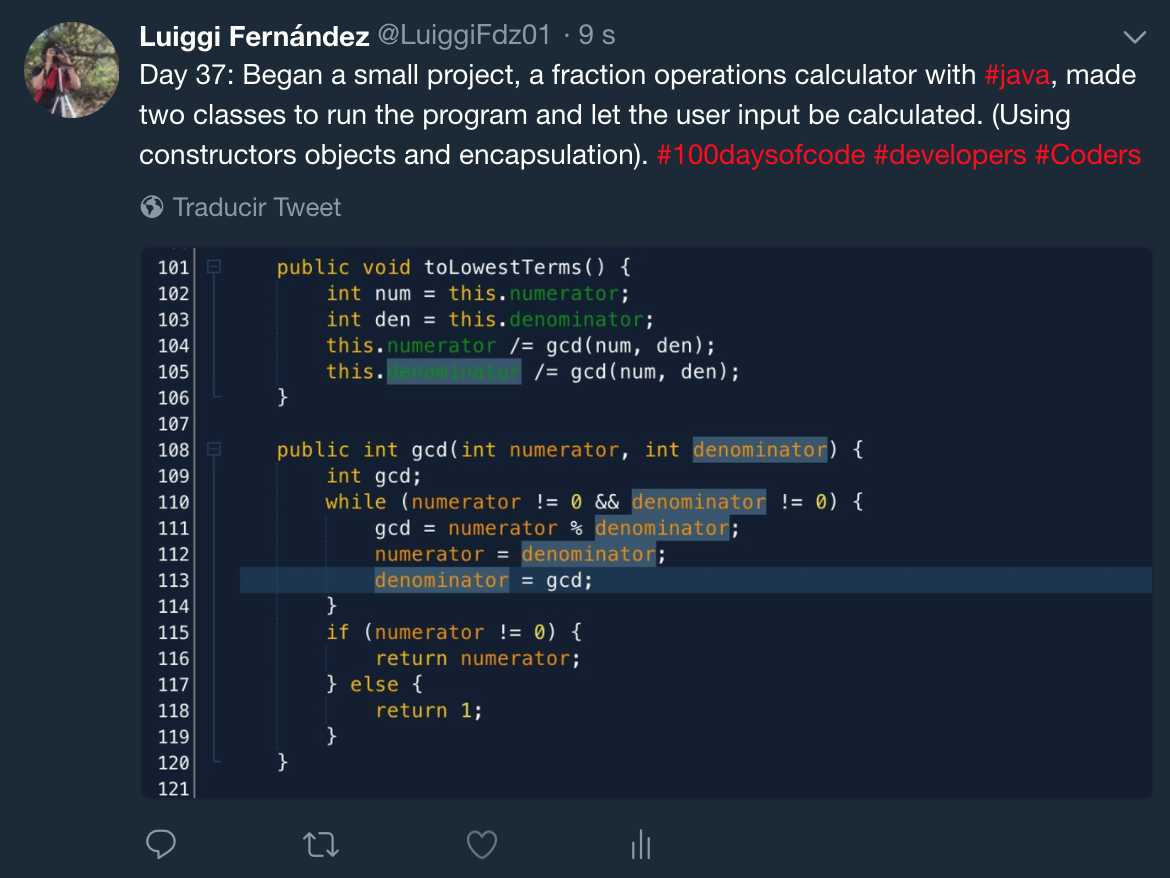 Luiggi Fernández @LuiggiFdz01 · 9 s
Day 37: Began a small project, a fraction operations calculator with #java, made
two classes to run the program and let the user input be calculated. (Using
constructors objects and encapsulation). #100daysofcode #developers #Coders
Traducir Tweet
101 public void toLowestTerms() {
102 int num = this.numerator;
103 int den = this.denominator;
104 this.numerator /= gcd(num, den);
105 this.denominator /= gcd(num, den);
106 }
107
108 public int gcd(int numerator, int denominator) {
109 int gcd;
110 while (numerator != 0 && denominator != 0) {
111 gcd = numerator % denominator;
112 numerator = denominator;
113 denominator = gcd;
114 }
115 if (numerator != 0) {
116 return numerator;
117 } else {
118 return 1;
119 }
120 }
121